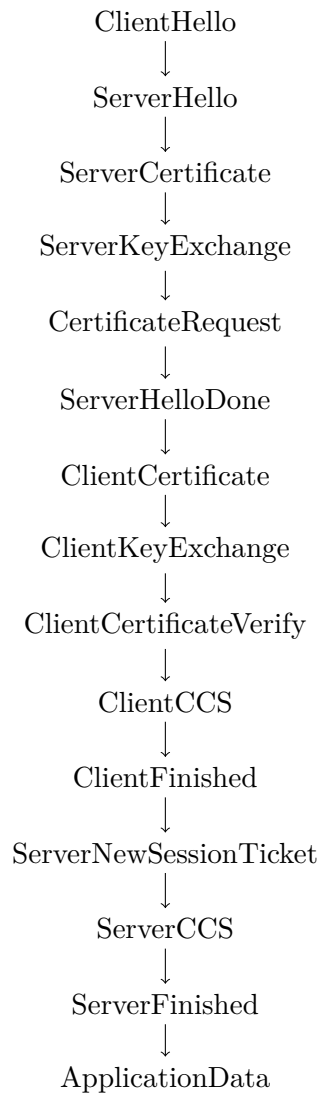 ClientHello
ServerHello
ServerCertificate
ServerKeyExchange
CertificateRequest
ServerHelloDone
ClientCertificate
ClientKeyExchange
ClientCertificateVerify
ClientCCS
ClientFinished
ServerNewSessionTicket
ServerCCS
ServerFinished
ApplicationData